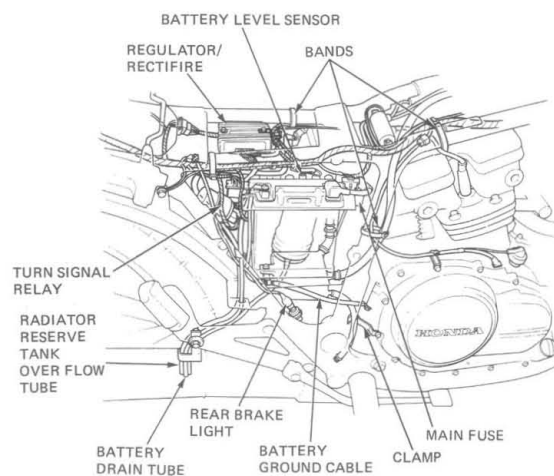 BATTERY LEVEL SENSOR
REGULATOR/
RECTIFIRE
BANDS
TURN SIGNAL
RELAY
RADIATOR
RESERVE
TANK
OVER FLOW
TUBE
HONDA
REAR BRAKE
LIGHT
BATTERY
DRAIN TUBE
BATTERY
GROUND CABLE
CLAMP
MAIN FUSE